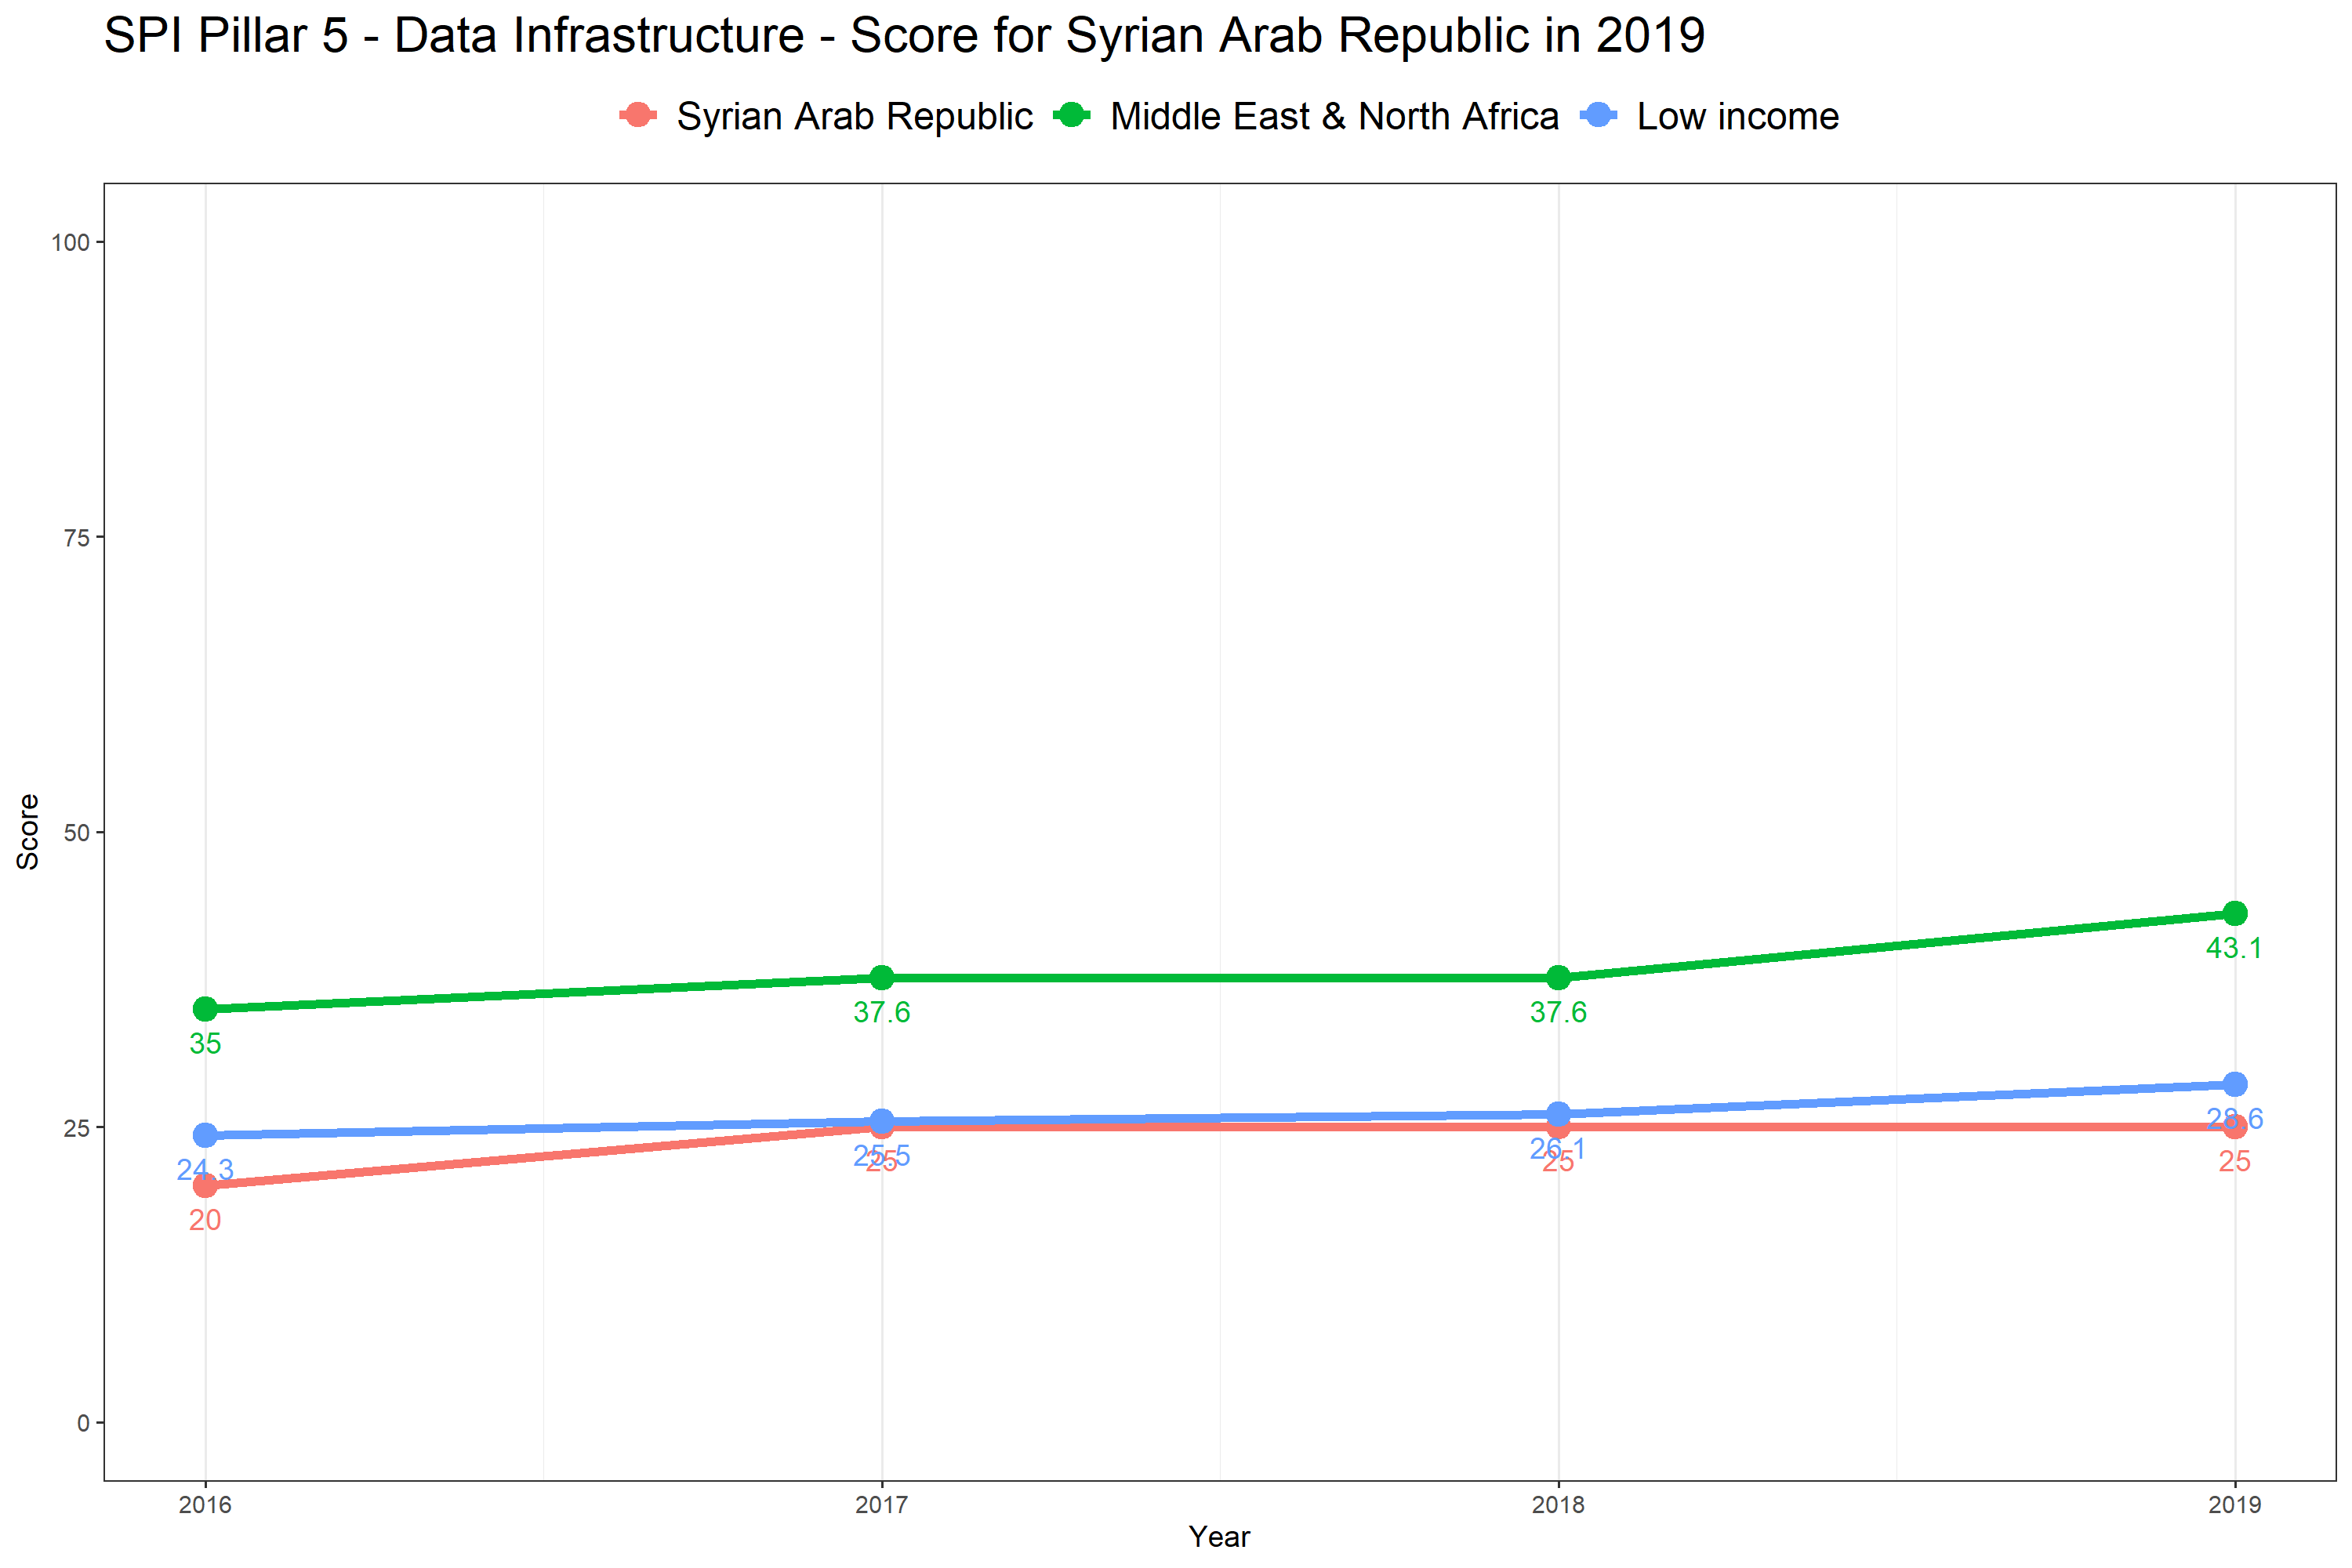 SPI Pillar 5 - Data Infrastructure - Score for Syrian Arab Republic in 2019
Syrian Arab Republic Middle East & North Africa Low income
100
75
50
25
0
Score
43.1
37.6 37.6
35
28.6
24.3 25.5 26.1
25 25 25
20
2016 2017 2018 2019
Year